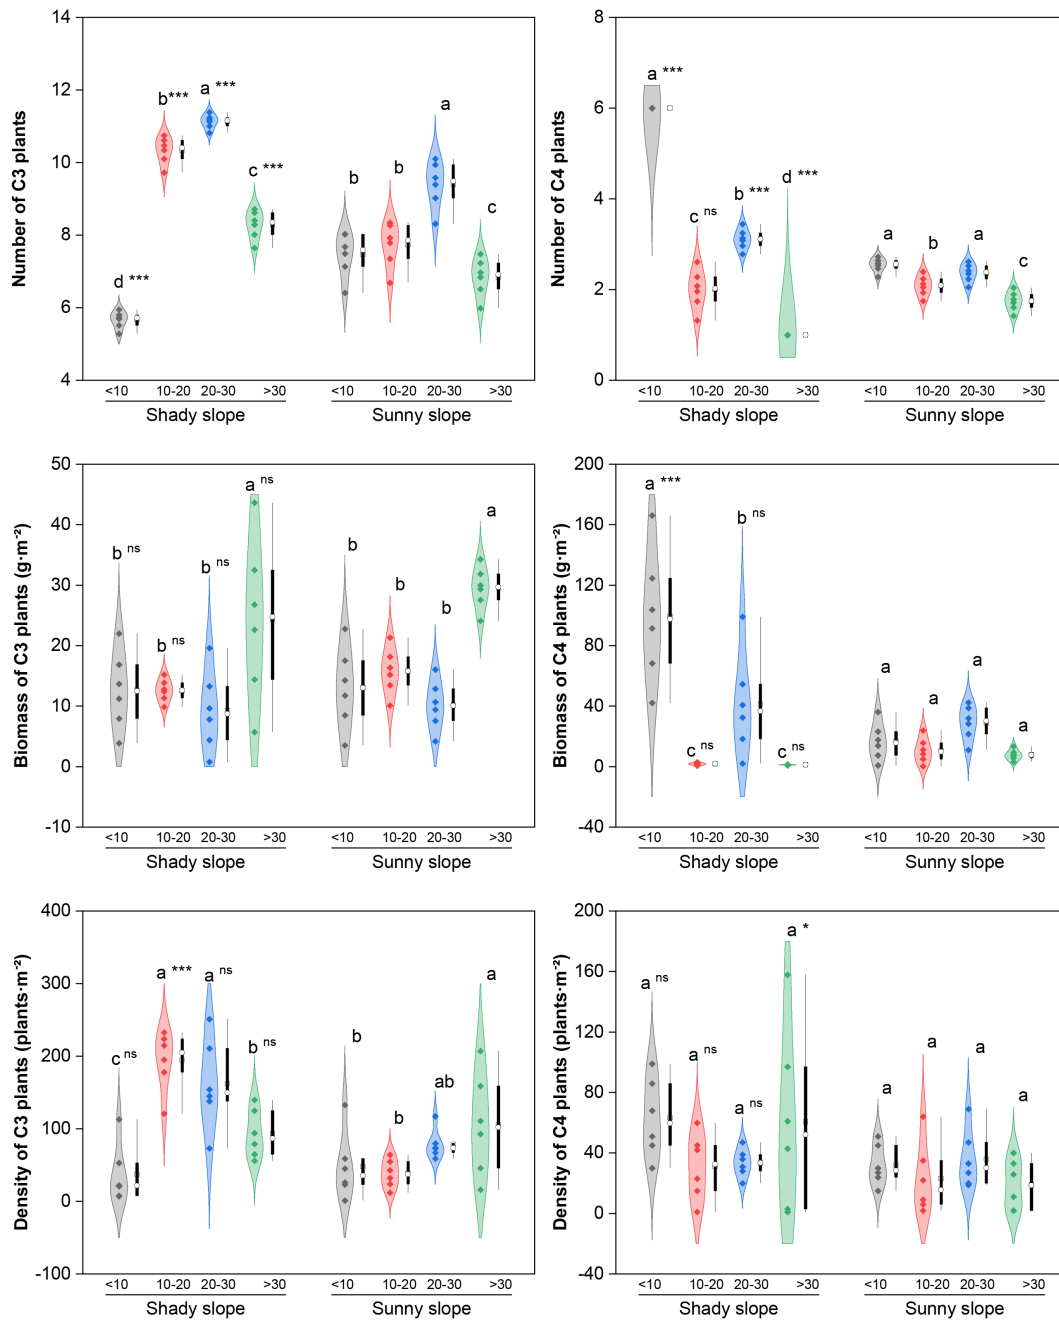 Number of C3 plants
14
12
10
8
6
4
d ***
b***
a ***
c ***
b
b
a
c
<10 10-20 20-30 >30 <10 10-20 20-30 >30
Shady slope Sunny slope
Number of C4 plants
8
6
4
2
0
a ***
c ns
b ***
d ***
a
b
a
c
<10 10-20 20-30 >30 <10 10-20 20-30 >30
Shady slope Sunny slope
Biomass of C3 plants (g·m⁻²)
50
40
30
20
10
0
-10
b ns
b ns
b ns
a ns
b
b
b
a
<10 10-20 20-30 >30 <10 10-20 20-30 >30
Shady slope Sunny slope
Biomass of C4 plants (g·m⁻²)
200
160
120
80
40
0
-40
a ***
c ns
b ns
c ns
a
a
a
a
<10 10-20 20-30 >30 <10 10-20 20-30 >30
Shady slope Sunny slope
Density of C3 plants (plants·m⁻²)
400
300
200
100
0
-100
c ns
a ***
a ns
b ns
b
b
ab
a
<10 10-20 20-30 >30 <10 10-20 20-30 >30
Shady slope Sunny slope
Density of C4 plants (plants·m⁻²)
200
160
120
80
40
0
-40
a ns
a ns
a ns
a *
a
a
a
a
<10 10-20 20-30 >30 <10 10-20 20-30 >30
Shady slope Sunny slope